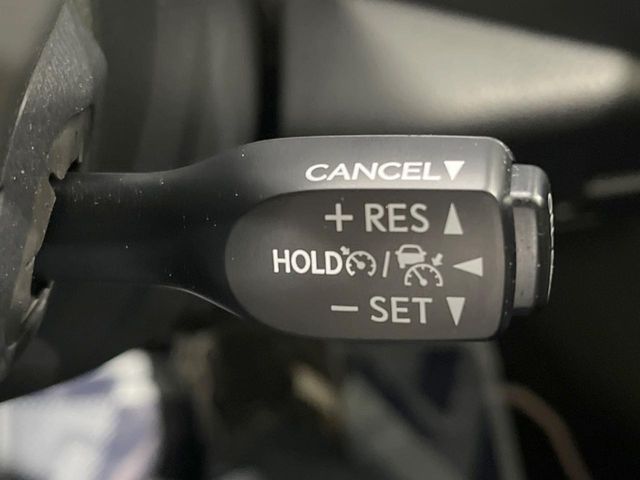 CANCEL▼
+ RES ▲
HOLD / ◀
− SET ▼